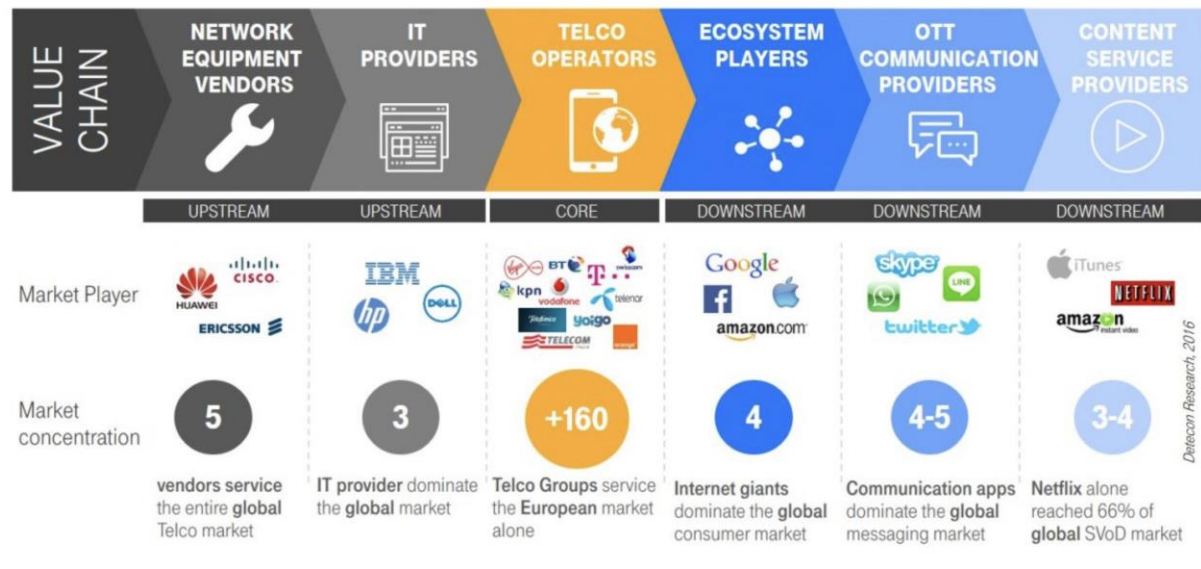 VALUE
CHAIN
NETWORK
EQUIPMENT
VENDORS
IT
PROVIDERS
TELCO
OPERATORS
ECOSYSTEM
PLAYERS
OTT
COMMUNICATION
PROVIDERS
CONTENT
SERVICE
PROVIDERS
UPSTREAM
UPSTREAM
CORE
DOWNSTREAM
DOWNSTREAM
DOWNSTREAM
Market Player
HUAWEI
CISCO
ERICSSON
IBM
hp
DELL
Virgin
BT
T
swisscom
kpn
vodafone
telenor
Telefonica
yoigo
TELECOM
orange
Google
f
amazon.com
skype
LINE
twitter
iTunes
NETFLIX
amazon
instant video
Market
concentration
5
3
+160
4
4-5
3-4
vendors service
the entire global
Telco market
IT provider dominate
the global market
Telco Groups service
the European market
alone
Internet giants
dominate the global
consumer market
Communication apps
dominate the global
messaging market
Netflix alone
reached 66% of
global SVoD market
Detecon Research, 2016